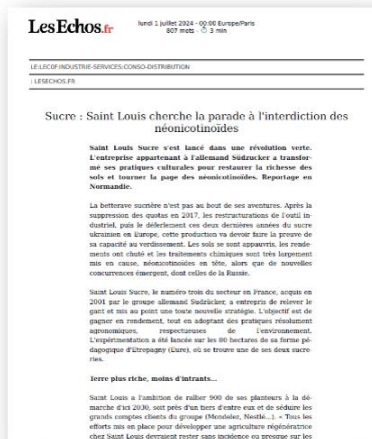 LesEchos.fr
lundi 1 juillet 2024 - 00:00 Europe/Paris
807 mots - 3 min
LE:LECOF:INDUSTRIE-SERVICES:CONSO-DISTRIBUTION
: LESECHOS.FR
Sucre : Saint Louis cherche la parade à l'interdiction des
néonicotinoïdes
Saint Louis Sucre s'est lancé dans une révolution verte.
L'entreprise appartenant à l'allemand Südzucker a transfor-
mé ses pratiques culturales pour restaurer la richesse des
sols et tourner la page des néonicotinoïdes. Reportage en
Normandie.
La betterave sucrière n'est pas au bout de ses aventures. Après la
suppression des quotas en 2017, les restructurations de l'outil in-
dustriel, puis le déferlement ces deux dernières années du sucre
ukrainien en Europe, cette production va devoir faire la preuve de
sa capacité au verdissement. Les sols se sont appauvris, les rende-
ments ont chuté et les traitements chimiques sont très largement
mis en cause, néonicotinoïdes en tête, alors que de nouvelles
concurrences émergent, dont celles de la Russie.
Saint Louis Sucre, le numéro trois du secteur en France, acquis en
2001 par le groupe allemand Südzücker, a entrepris de relever le
gant et mis au point une toute nouvelle stratégie. L'objectif est de
gagner en rendement, tout en adoptant des pratiques résolument
agronomiques, respectueuses de l'environnement.
L'expérimentation a été lancée sur les 80 hectares de sa ferme pé-
dagogique d'Etrepagny (Eure), où se trouve une de ses deux sucre-
ries.
Terre plus riche, moins d'intrants...
Saint Louis a l'ambition de rallier 900 de ses planteurs à la dé-
marche d'ici 2030, soit près d'un tiers d'entre eux et de séduire les
grands comptes clients du groupe (Mondelez, Nestlé...). « Tous les
efforts mis en place pour développer une agriculture régénératrice
chez Saint Louis devraient rester sans incidence ou presque sur les